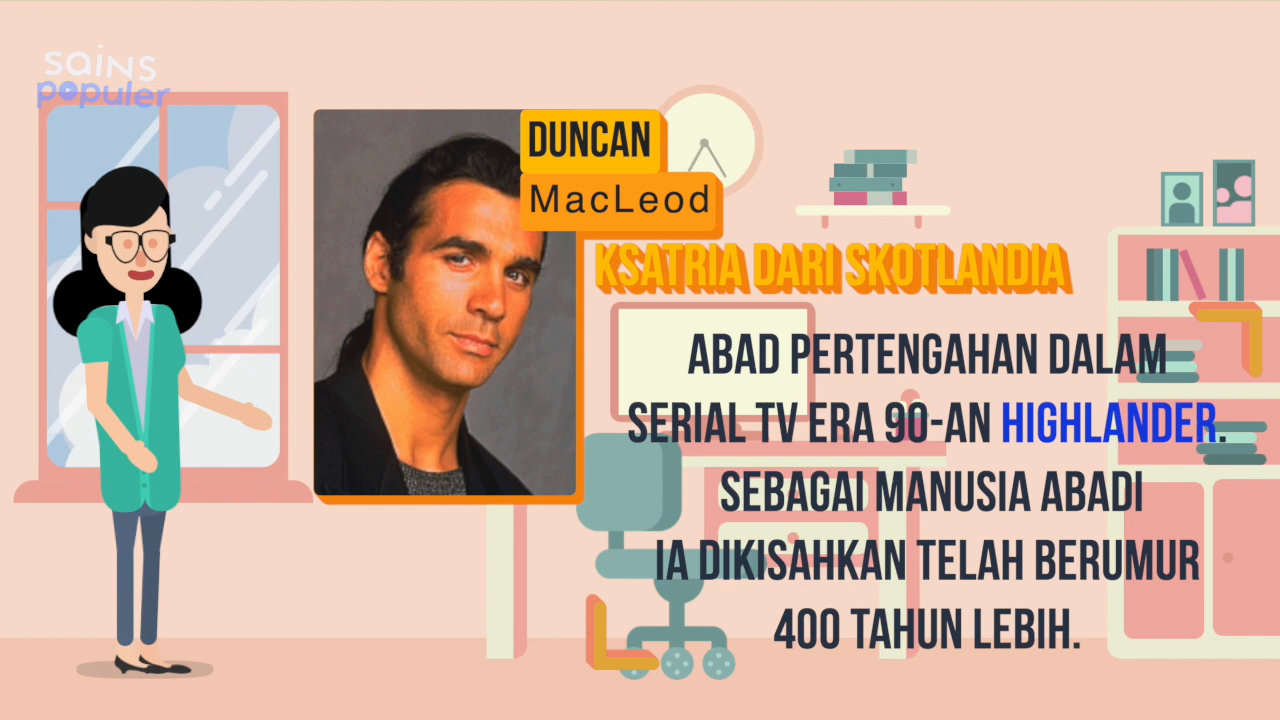 sains
populer
DUNCAN
MacLeod
KSATRIA DARI SKOTLANDIA
ABAD PERTENGAHAN DALAM
SERIAL TV ERA 90-AN HIGHLANDER.
SEBAGAI MANUSIA ABADI
IA DIKISAHKAN TELAH BERUMUR
400 TAHUN LEBIH.